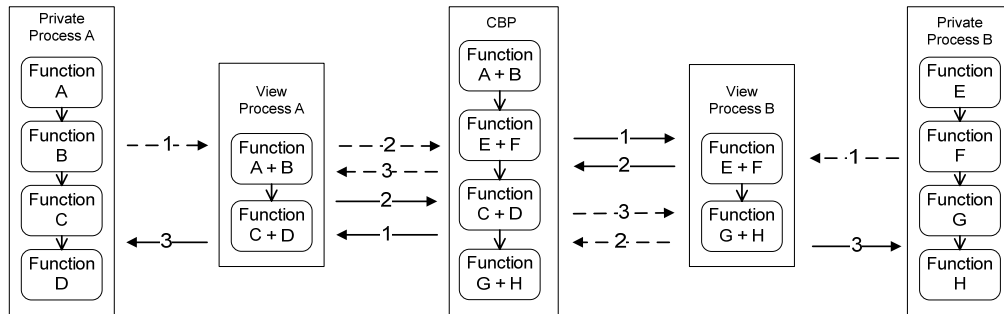 Private
Process A
Function
A
Function
B
Function
C
Function
D
1
3
View
Process A
Function
A + B
Function
C + D
2
3
2
1
CBP
Function
A + B
Function
E + F
Function
C + D
Function
G + H
1
2
3
2
View
Process B
Function
E + F
Function
G + H
1
3
Private
Process B
Function
E
Function
F
Function
G
Function
H